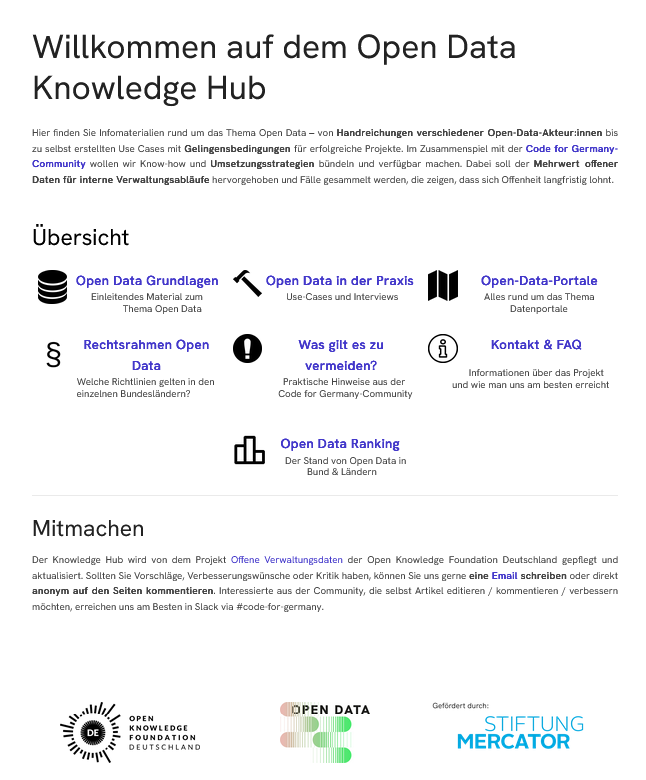 Willkommen auf dem Open Data
Knowledge Hub
Hier finden Sie Infomaterialien rund um das Thema Open Data – von Handreichungen verschiedener Open-Data-Akteur:innen bis
zu selbst erstellten Use Cases mit Gelingensbedingungen für erfolgreiche Projekte. Im Zusammenspiel mit der Code for Germany-
Community wollen wir Know-how und Umsetzungsstrategien bündeln und verfügbar machen. Dabei soll der Mehrwert offener
Daten für interne Verwaltungsabläufe hervorgehoben und Fälle gesammelt werden, die zeigen, dass sich Offenheit langfristig lohnt.
Übersicht
Open Data Grundlagen
Einleitendes Material zum
Thema Open Data
Open Data in der Praxis
Use-Cases und Interviews
Open-Data-Portale
Alles rund um das Thema
Datenportale
§
Rechtsrahmen Open
Data
Welche Richtlinien gelten in den
einzelnen Bundesländern?
Was gilt es zu
vermeiden?
Praktische Hinweise aus der
Code for Germany-Community
Kontakt & FAQ
Informationen über das Projekt
und wie man uns am besten erreicht
Open Data Ranking
Der Stand von Open Data in
Bund & Ländern
Mitmachen
Der Knowledge Hub wird von dem Projekt Offene Verwaltungsdaten der Open Knowledge Foundation Deutschland gepflegt und
aktualisiert. Sollten Sie Vorschläge, Verbesserungswünsche oder Kritik haben, können Sie uns gerne eine Email schreiben oder direkt
anonym auf den Seiten kommentieren. Interessierte aus der Community, die selbst Artikel editieren / kommentieren / verbessern
möchten, erreichen uns am Besten in Slack via #code-for-germany.
DE
OPEN
KNOWLEDGE
FOUNDATION
DEUTSCHLAND
OPEN DATA
Gefördert durch:
STIFTUNG
MERCATOR